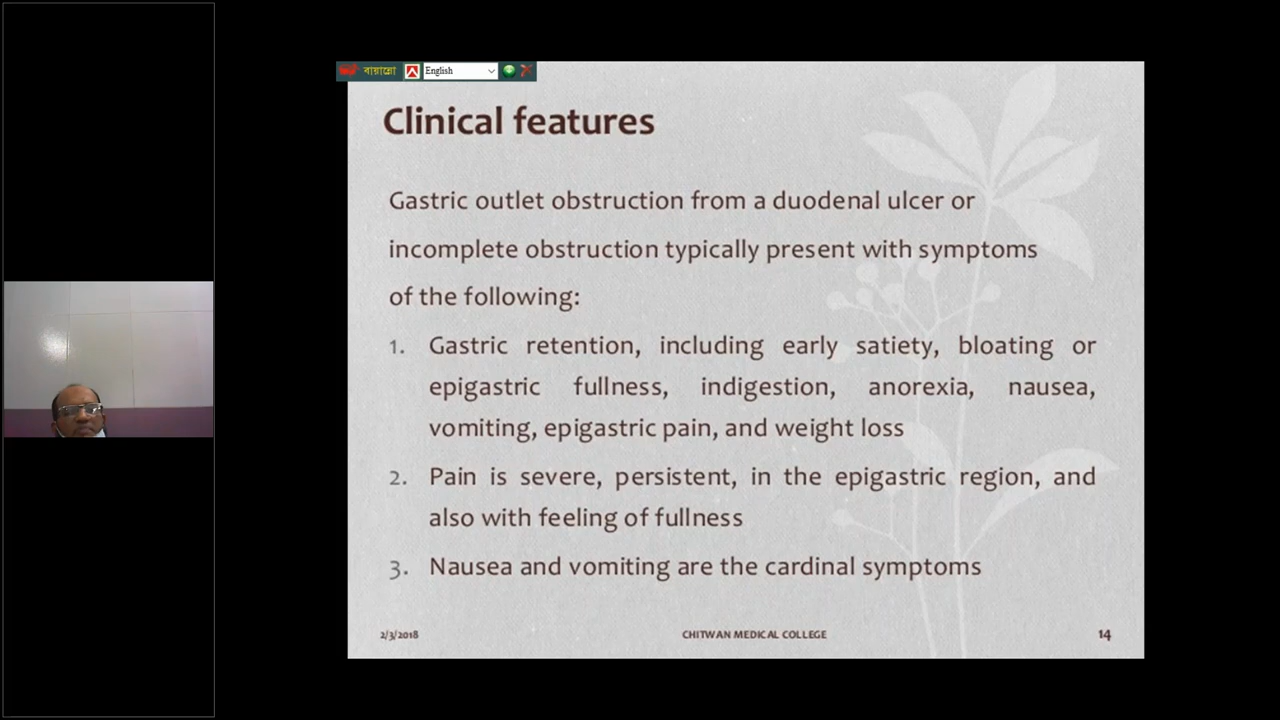 বায়ান্নো English
Clinical features
Gastric outlet obstruction from a duodenal ulcer or
incomplete obstruction typically present with symptoms
of the following:
1. Gastric retention, including early satiety, bloating or
epigastric fullness, indigestion, anorexia, nausea,
vomiting, epigastric pain, and weight loss
2. Pain is severe, persistent, in the epigastric region, and
also with feeling of fullness
3. Nausea and vomiting are the cardinal symptoms
2/3/2018 CHITWAN MEDICAL COLLEGE 14